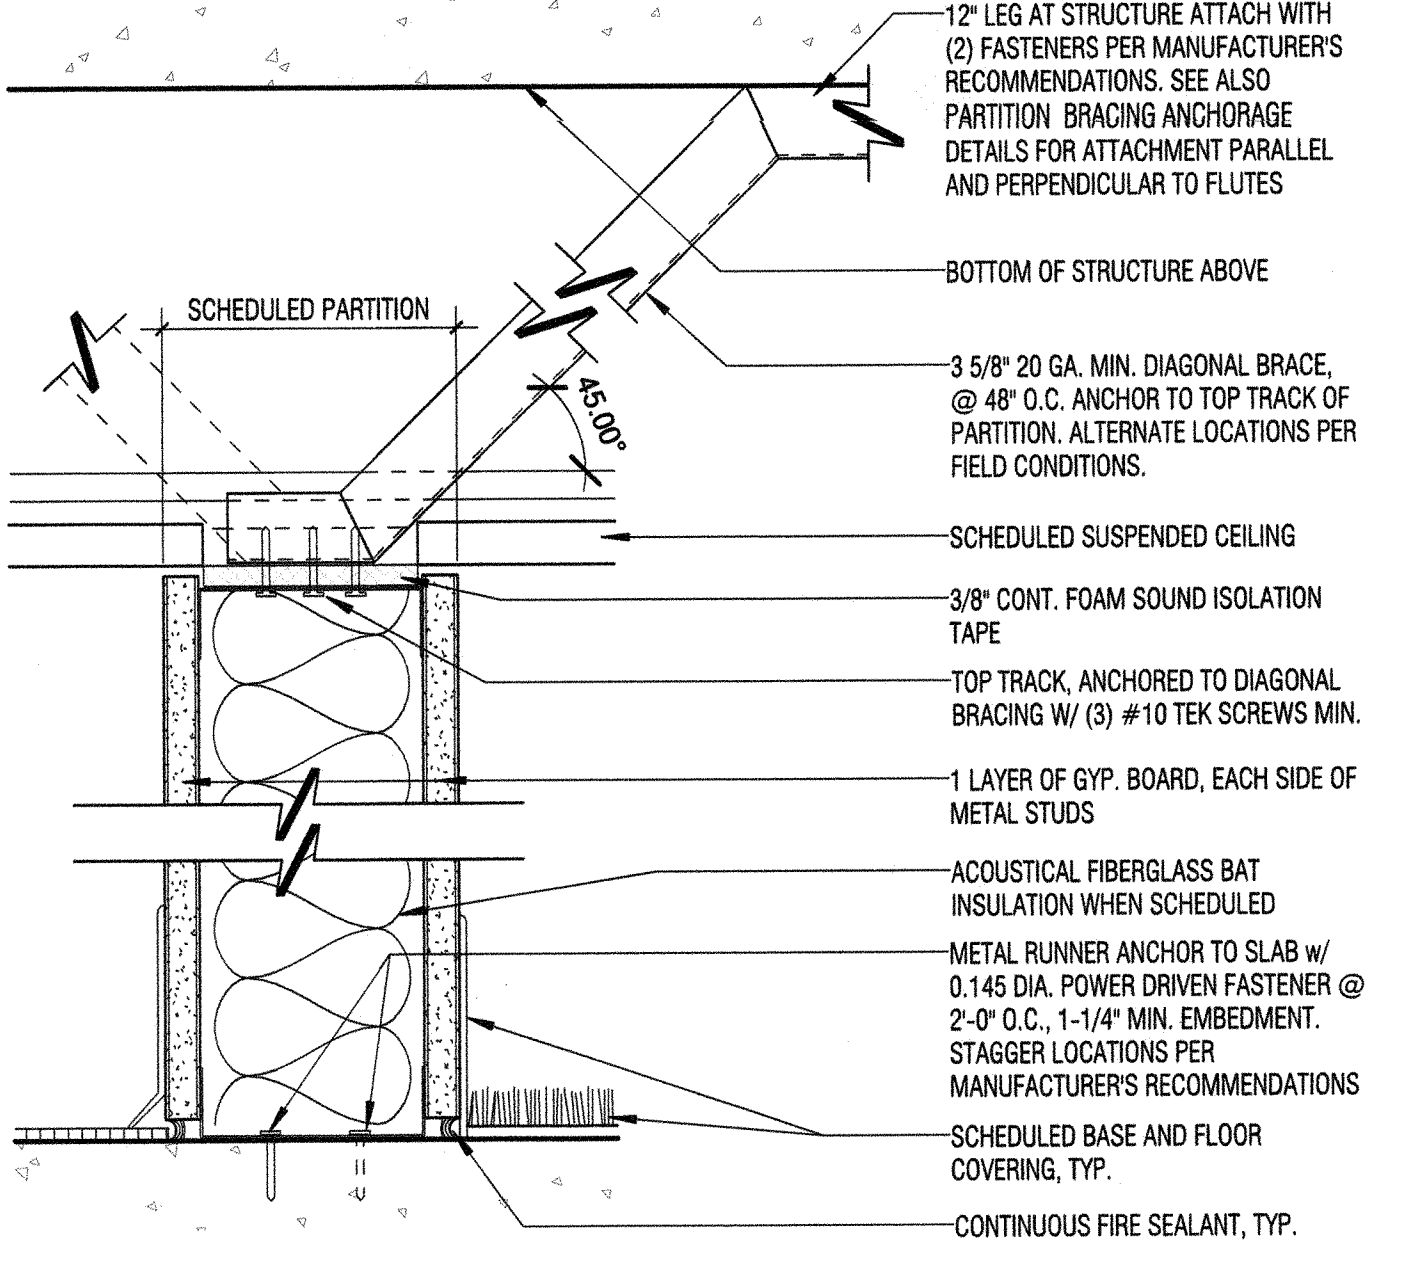 12" LEG AT STRUCTURE ATTACH WITH
(2) FASTENERS PER MANUFACTURER'S
RECOMMENDATIONS. SEE ALSO
PARTITION BRACING ANCHORAGE
DETAILS FOR ATTACHMENT PARALLEL
AND PERPENDICULAR TO FLUTES
BOTTOM OF STRUCTURE ABOVE
SCHEDULED PARTITION
3 5/8" 20 GA. MIN. DIAGONAL BRACE,
@ 48" O.C. ANCHOR TO TOP TRACK OF
PARTITION. ALTERNATE LOCATIONS PER
FIELD CONDITIONS.
45.00°
SCHEDULED SUSPENDED CEILING
3/8" CONT. FOAM SOUND ISOLATION
TAPE
TOP TRACK, ANCHORED TO DIAGONAL
BRACING W/ (3) #10 TEK SCREWS MIN.
1 LAYER OF GYP. BOARD, EACH SIDE OF
METAL STUDS
ACOUSTICAL FIBERGLASS BAT
INSULATION WHEN SCHEDULED
METAL RUNNER ANCHOR TO SLAB w/
0.145 DIA. POWER DRIVEN FASTENER @
2'-0" O.C., 1-1/4" MIN. EMBEDMENT.
STAGGER LOCATIONS PER
MANUFACTURER'S RECOMMENDATIONS
SCHEDULED BASE AND FLOOR
COVERING, TYP.
CONTINUOUS FIRE SEALANT, TYP.